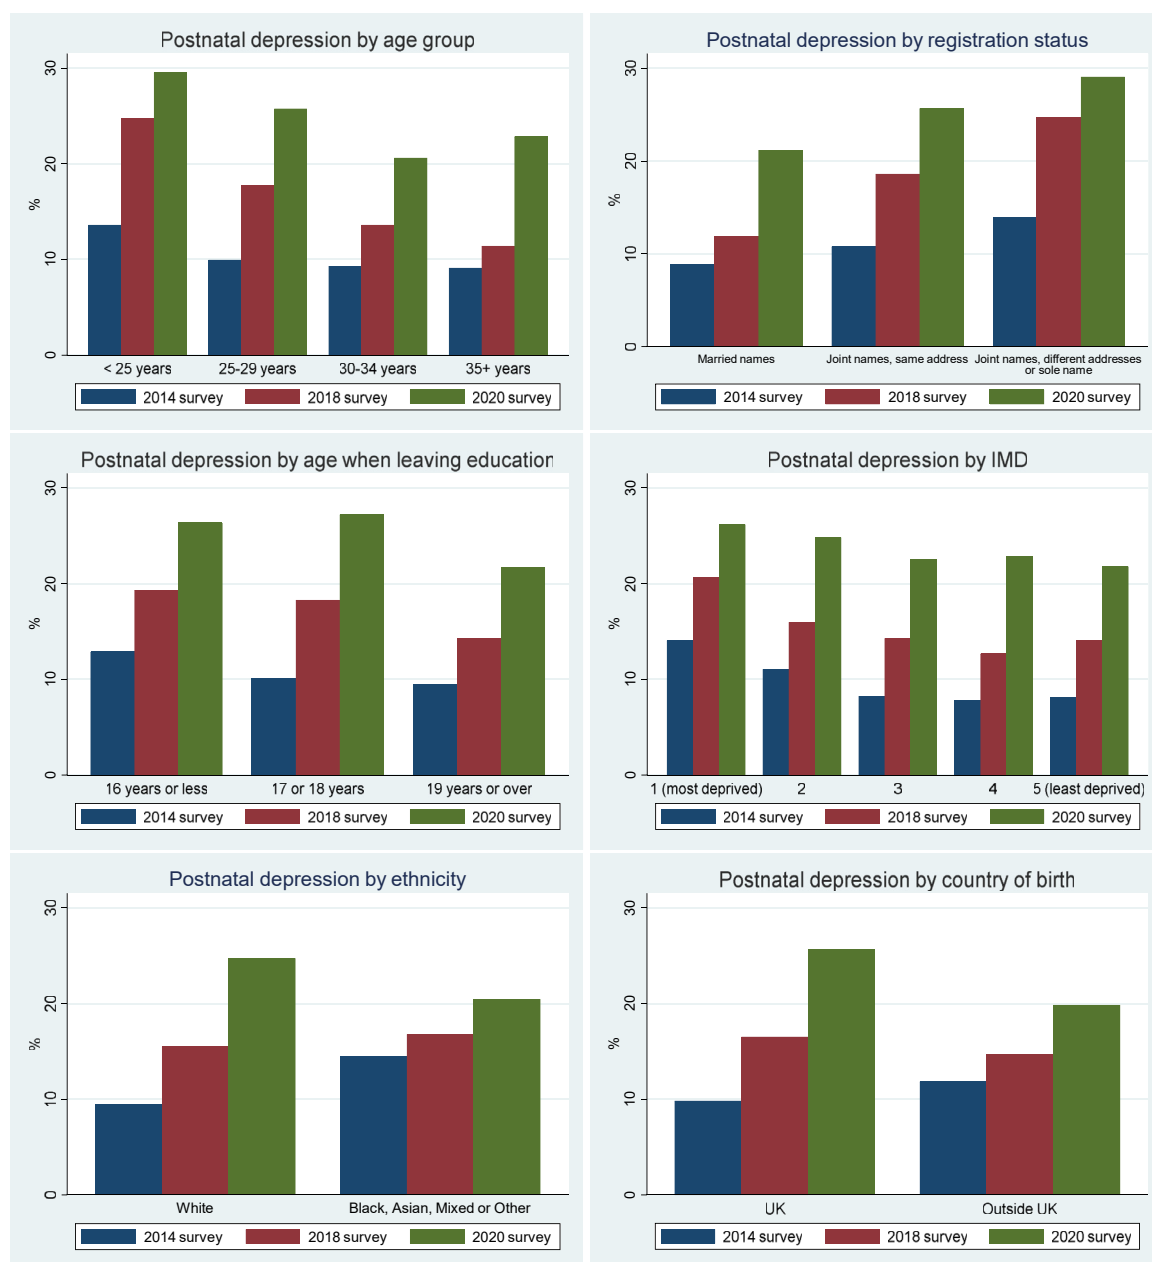 Postnatal depression by age group
30
20
10
0
%
< 25 years 25-29 years 30-34 years 35+ years
2014 survey 2018 survey 2020 survey
Postnatal depression by registration status
30
20
10
0
%
Married names Joint names, same address Joint names, different addresses
or sole name
2014 survey 2018 survey 2020 survey
Postnatal depression by age when leaving education
30
20
10
0
%
16 years or less 17 or 18 years 19 years or over
2014 survey 2018 survey 2020 survey
Postnatal depression by IMD
30
20
10
0
%
1 (most deprived) 2 3 4 5 (least deprived)
2014 survey 2018 survey 2020 survey
Postnatal depression by ethnicity
30
20
10
0
%
White Black, Asian, Mixed or Other
2014 survey 2018 survey 2020 survey
Postnatal depression by country of birth
30
20
10
0
%
UK Outside UK
2014 survey 2018 survey 2020 survey